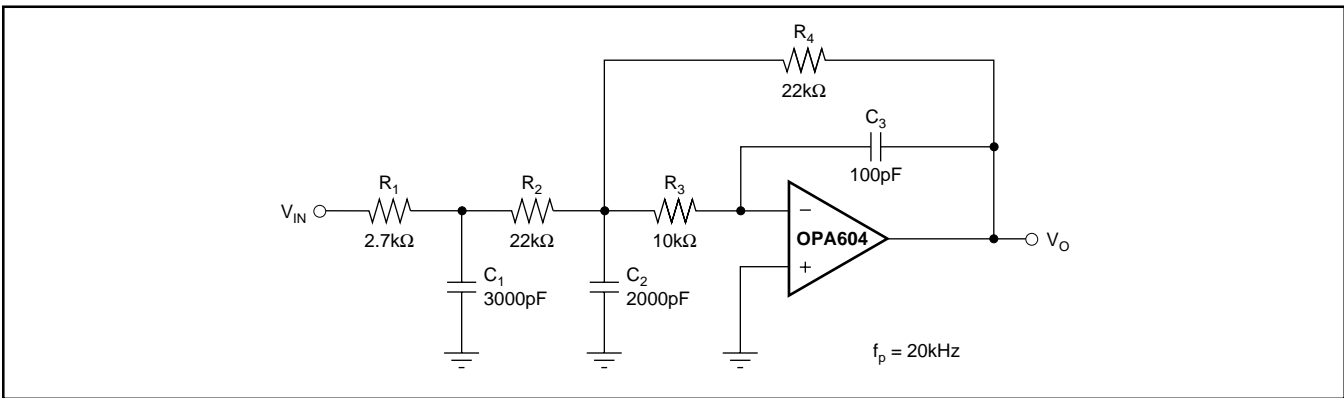 R4
22kΩ
C3
100pF
R1
R2
R3
VIN
2.7kΩ
22kΩ
10kΩ
–
OPA604
+
VO
C1
3000pF
C2
2000pF
fp = 20kHz